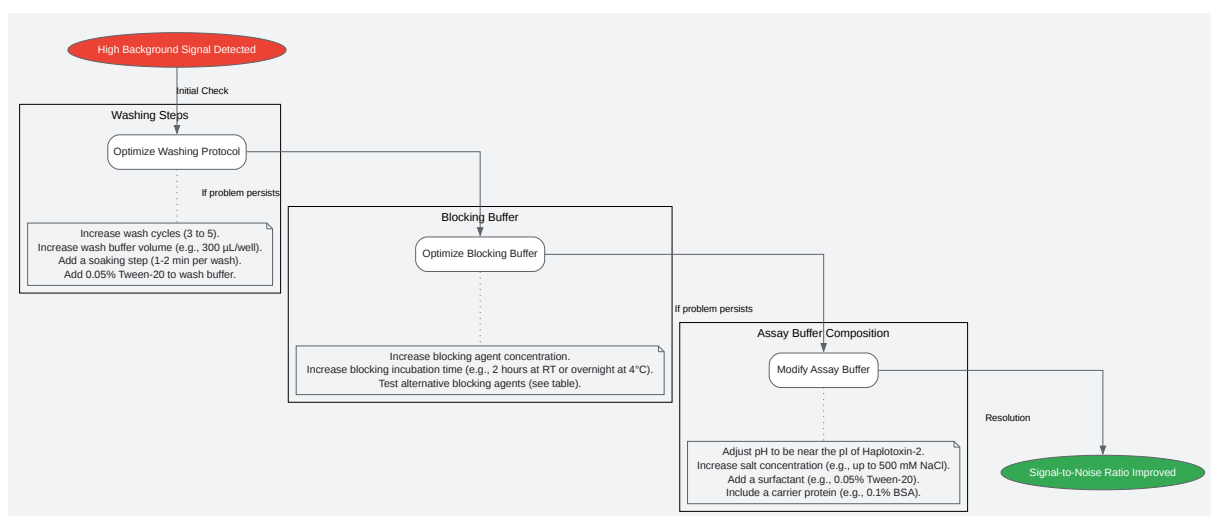 High Background Signal Detected
Initial Check
Washing Steps
Optimize Washing Protocol
If problem persists
Increase wash cycles (3 to 5).
Increase wash buffer volume (e.g., 300 µL/well).
Add a soaking step (1-2 min per wash).
Add 0.05% Tween-20 to wash buffer.
Blocking Buffer
Optimize Blocking Buffer
If problem persists
Increase blocking agent concentration.
Increase blocking incubation time (e.g., 2 hours at RT or overnight at 4°C).
Test alternative blocking agents (see table).
Assay Buffer Composition
Modify Assay Buffer
Resolution
Adjust pH to be near the pI of Haplotoxin-2.
Increase salt concentration (e.g., up to 500 mM NaCl).
Add a surfactant (e.g., 0.05% Tween-20).
Include a carrier protein (e.g., 0.1% BSA).
Signal-to-Noise Ratio Improved